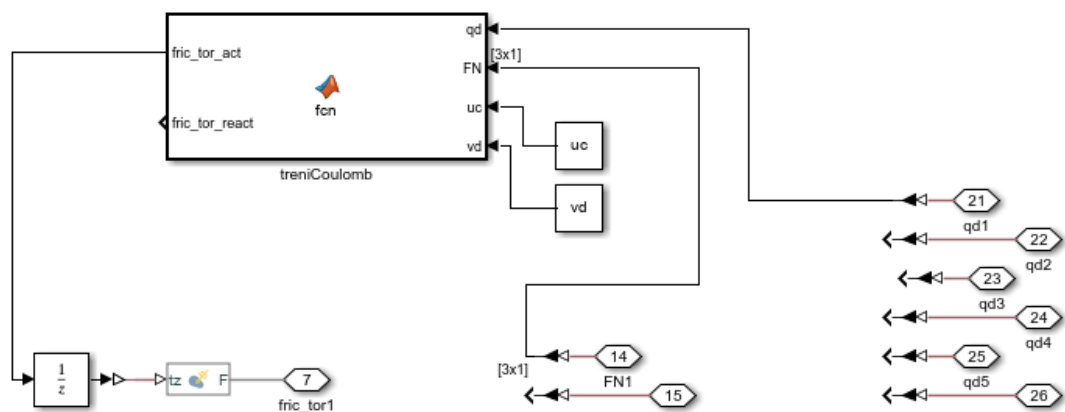 qd
fric_tor_act
[3x1]
FN
fcn
uc
fric_tor_react
vd
treniCoulomb
uc
vd
21
qd1
22
qd2
23
qd3
24
qd4
14
FN1
25
qd5
[3x1]
15
26
1
z
tz
F
7
fric_tor1